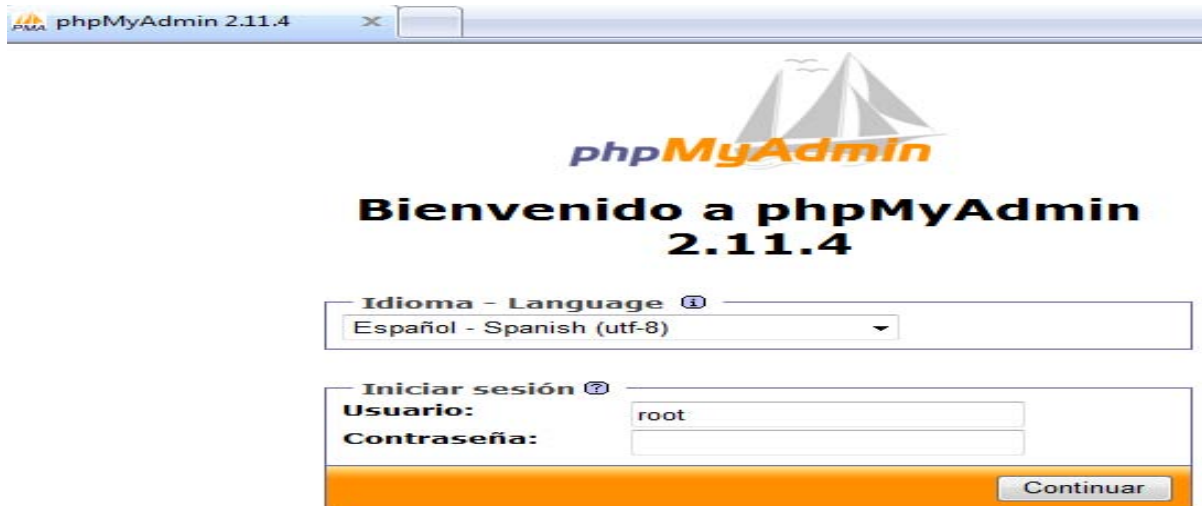 PMA phpMyAdmin 2.11.4
phpMyAdmin
Bienvenido a phpMyAdmin
2.11.4
Idioma - Language
Español - Spanish (utf-8)
Iniciar sesión
Usuario: root
Contraseña:
Continuar